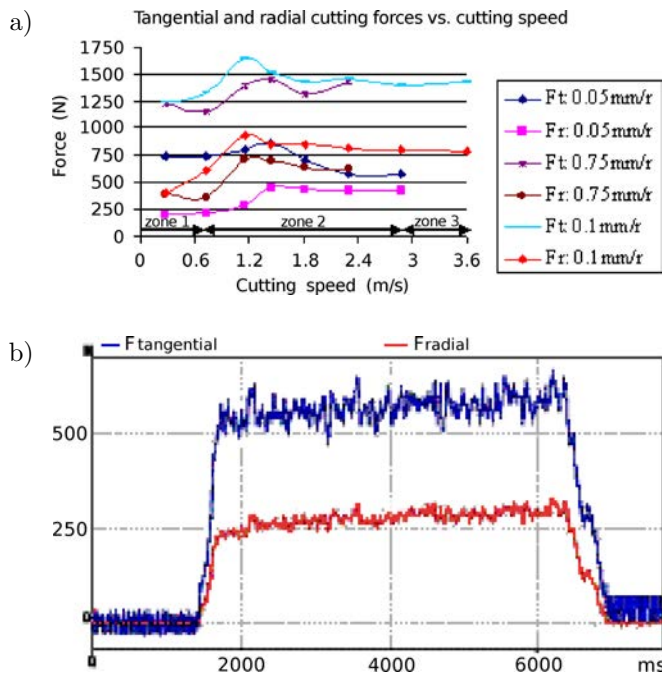 a)
Tangential and radial cutting forces vs. cutting speed
Force (N)
1750
1500
1250
1000
750
500
250
0
zone 1 zone 2 zone 3
0 0.6 1.2 1.8 2.4 3 3.6
Cutting speed (m/s)
Ft: 0.05mm/r
Fr: 0.05mm/r
Ft: 0.75mm/r
Fr: 0.75mm/r
Ft: 0.1mm/r
Fr: 0.1mm/r
b)
F tangential F radial
500
250
2000 4000 6000 ms